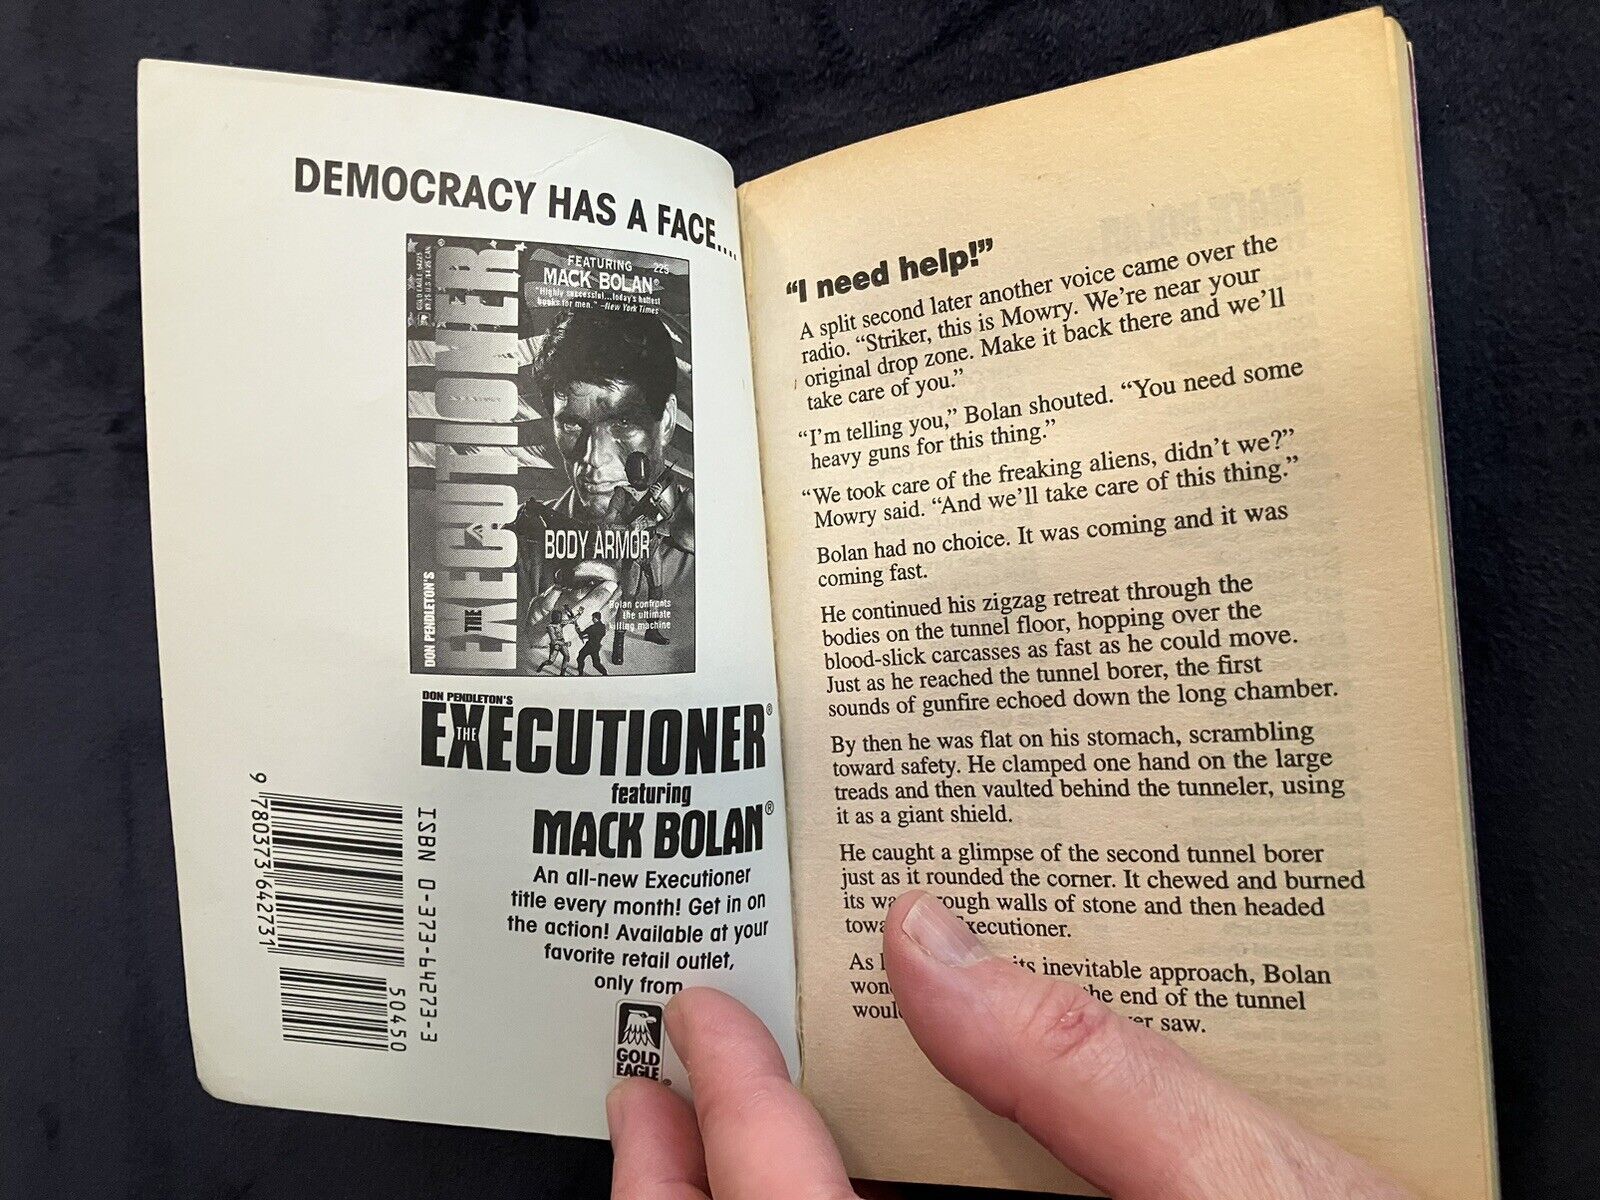 DEMOCRACY HAS A FACE....
GOLD EAGLE 64225
$3.75 U.S./$4.25 CAN.
DON PENDLETON'S
THE
EXECUTIONER®
FEATURING 225
MACK BOLAN®
"Highly successful...today's hottest
books for men." —New York Times
BODY ARMOR
Bolan confronts
the ultimate
killing machine
DON PENDLETON'S
THE
EXECUTIONER®
featuring
MACK BOLAN®
An all-new Executioner
title every month! Get in on
the action! Available at your
favorite retail outlet,
only from
GOLD
EAGLE®
ISBN 0-373-64273-3
50450
9 780373 642731
“I need help!”
A split second later another voice came over the
radio. “Striker, this is Mowry. We’re near your
original drop zone. Make it back there and we’ll
take care of you.”
“I’m telling you,” Bolan shouted. “You need some
heavy guns for this thing.”
“We took care of the freaking aliens, didn’t we?”
Mowry said. “And we’ll take care of this thing.”
Bolan had no choice. It was coming and it was
coming fast.
He continued his zigzag retreat through the
bodies on the tunnel floor, hopping over the
blood-slick carcasses as fast as he could move.
Just as he reached the tunnel borer, the first
sounds of gunfire echoed down the long chamber.
By then he was flat on his stomach, scrambling
toward safety. He clamped one hand on the large
treads and then vaulted behind the tunneler, using
it as a giant shield.
He caught a glimpse of the second tunnel borer
just as it rounded the corner. It chewed and burned
its walls of stone and then headed
Executioner.
As its inevitable approach, Bolan
the end of the tunnel
saw.